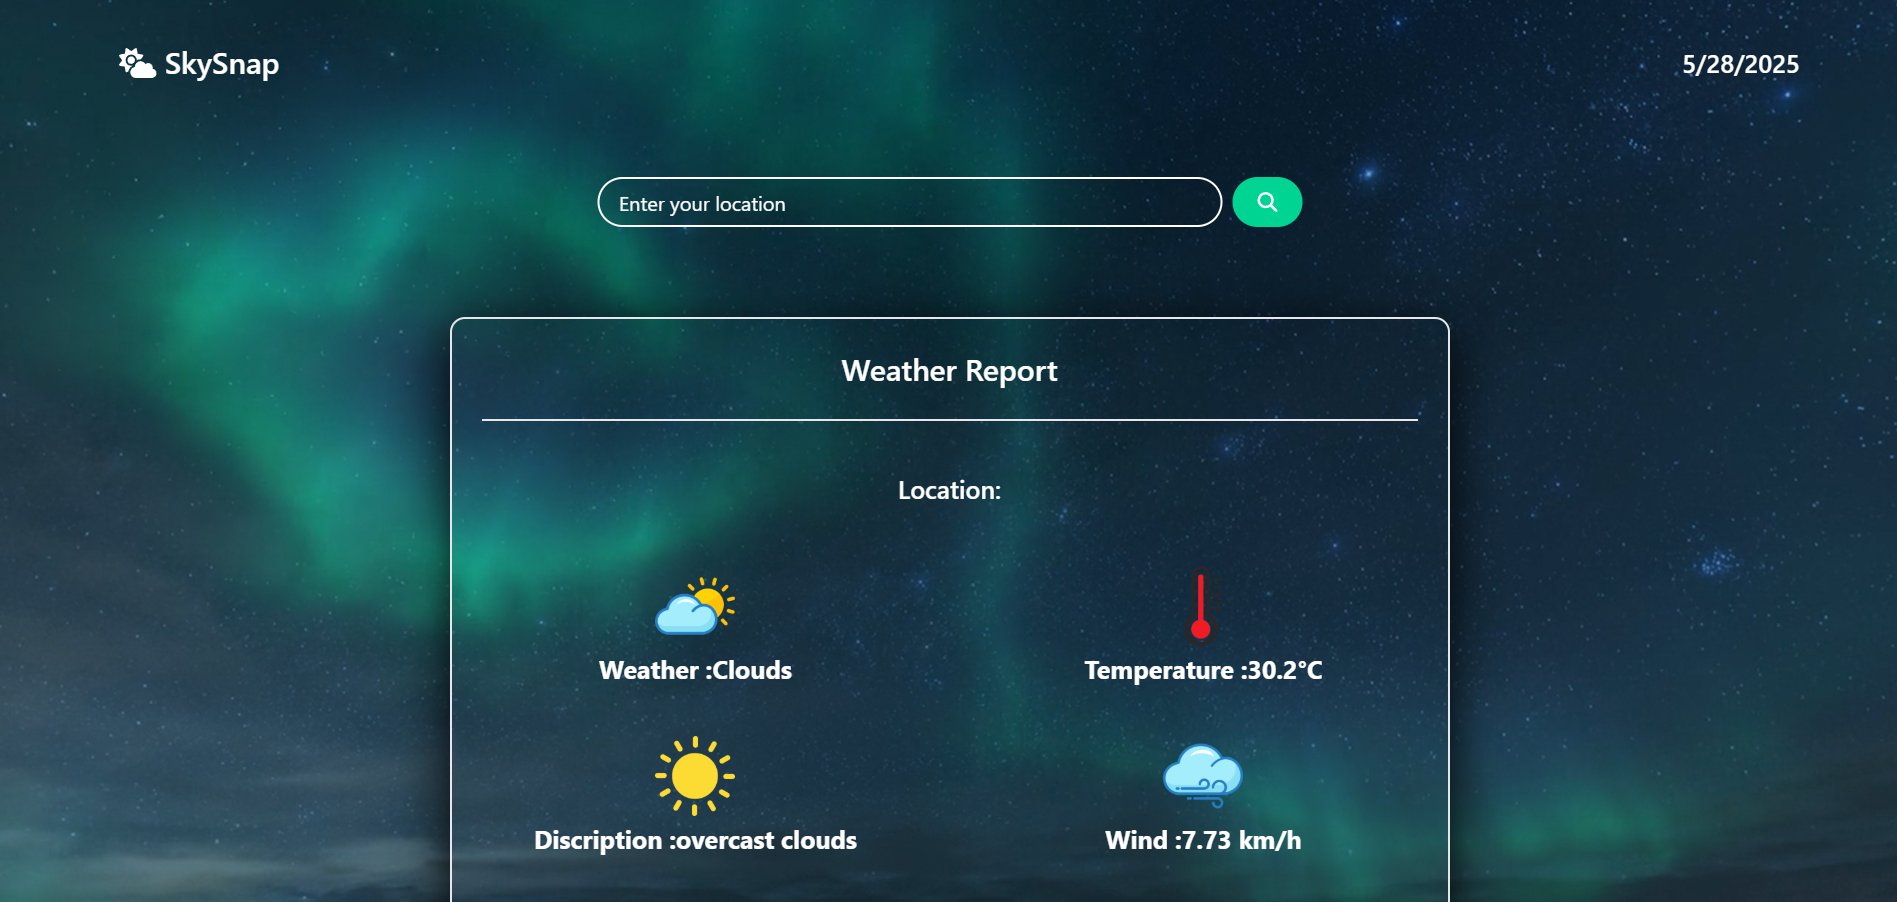 SkySnap
5/28/2025
Enter your location
Weather Report
Location:
Weather :Clouds
Temperature :30.2°C
Discription :overcast clouds
Wind :7.73 km/h